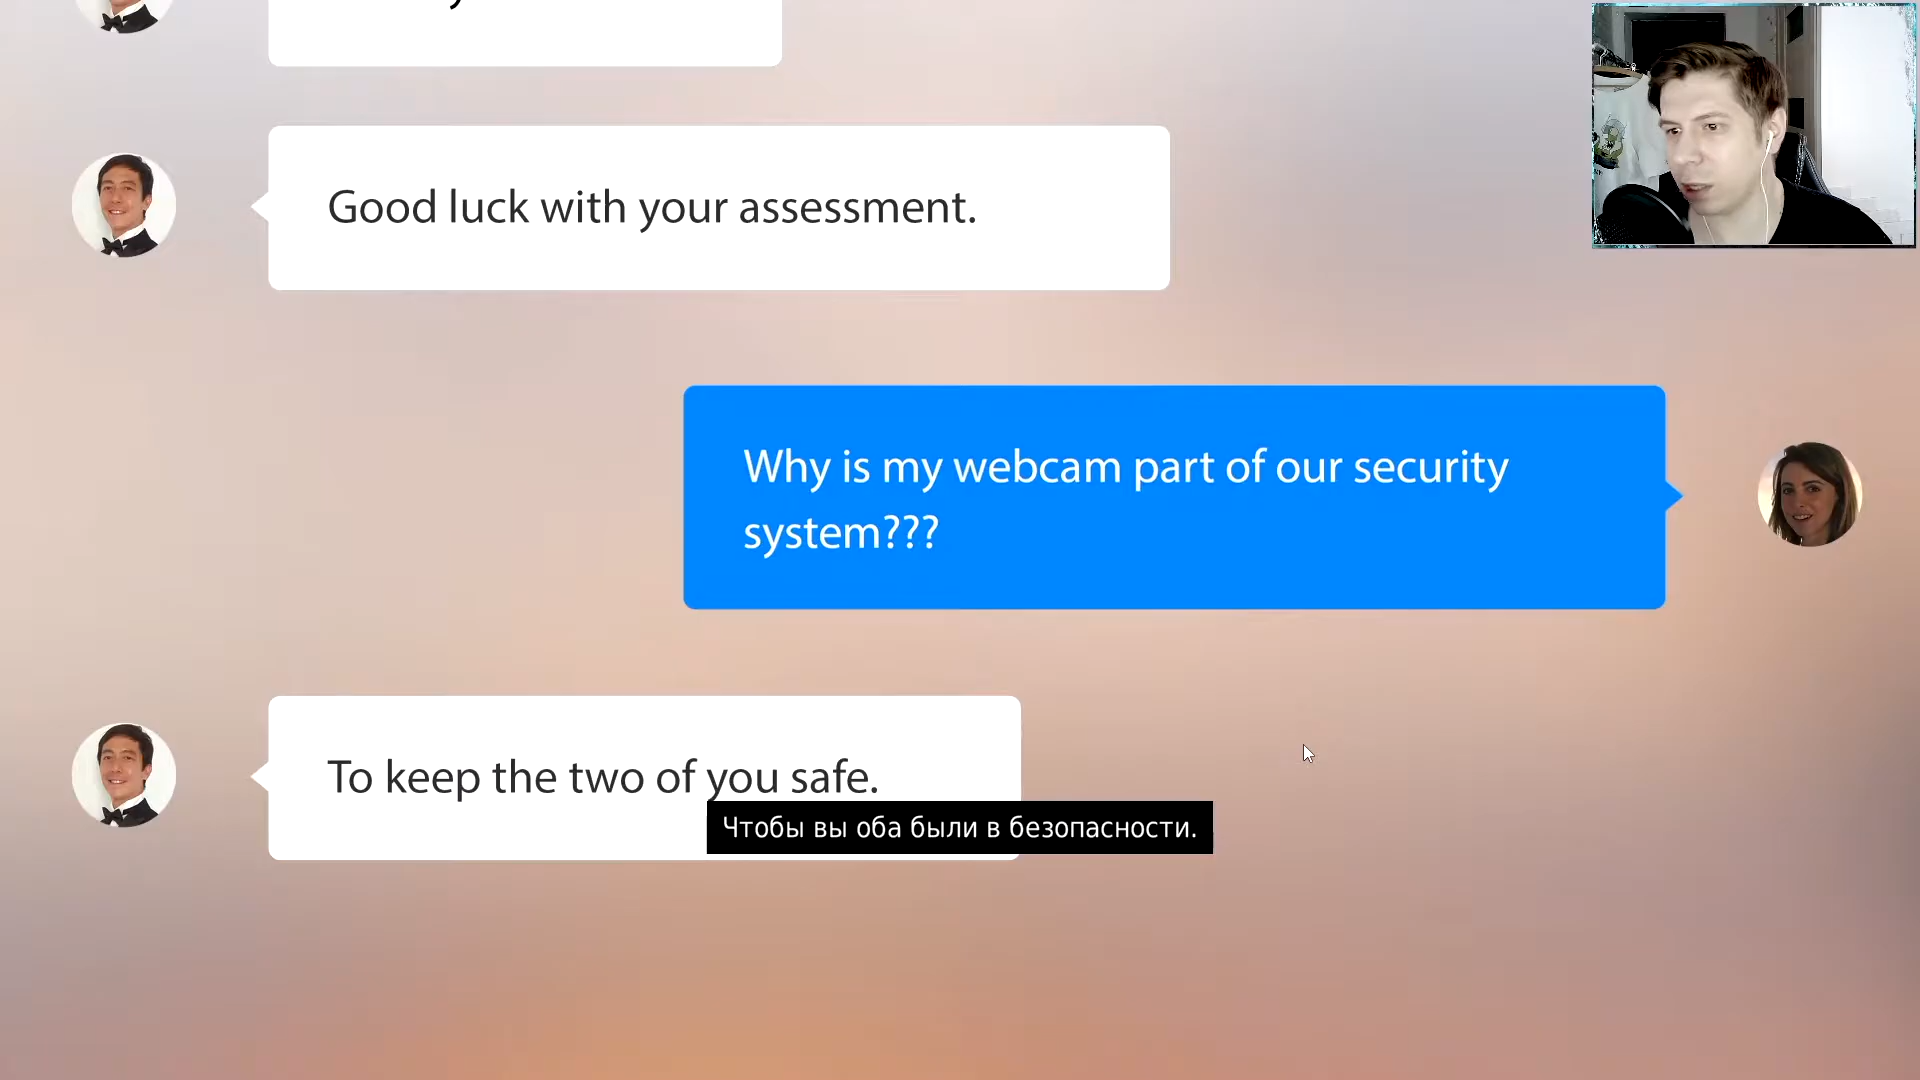 Good luck with your assessment.
Why is my webcam part of our security
system???
To keep the two of you safe.
Чтобы вы оба были в безопасности.